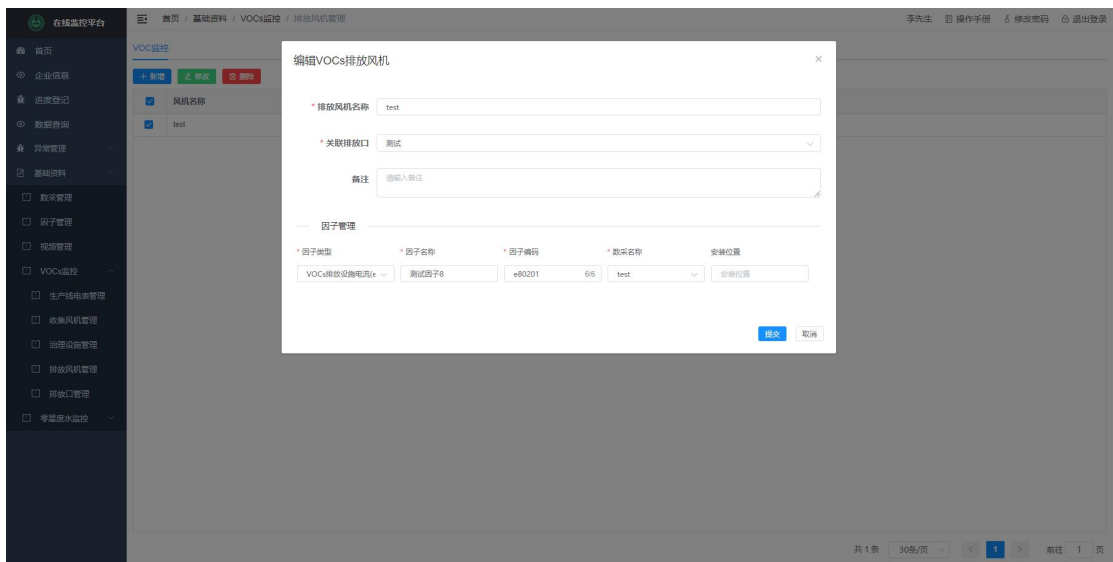 在线监控平台
首页 / 基础资料 / VOCs监控 / 排放风机管理
李先生 操作手册 修改密码 退出登录
首页
企业信息
进度登记
数据查询
异常管理
基础资料
数采管理
因子管理
视频管理
VOCs监控
生产线电表管理
收集风机管理
治理设施管理
排放风机管理
排放口管理
零星废水监控
VOC监控
+ 新增 修改 删除
风机名称
test
编辑VOCs排放风机 ×
* 排放风机名称 test
* 关联排放口 测试
备注 请输入备注
因子管理
* 因子类型 * 因子名称 * 因子编码 * 数采名称 安装位置
VOCs排放设施电流(e 测试因子8 e80201 6/6 test 安装位置
提交 取消
共 1 条 30条/页 < 1 > 前往 1 页